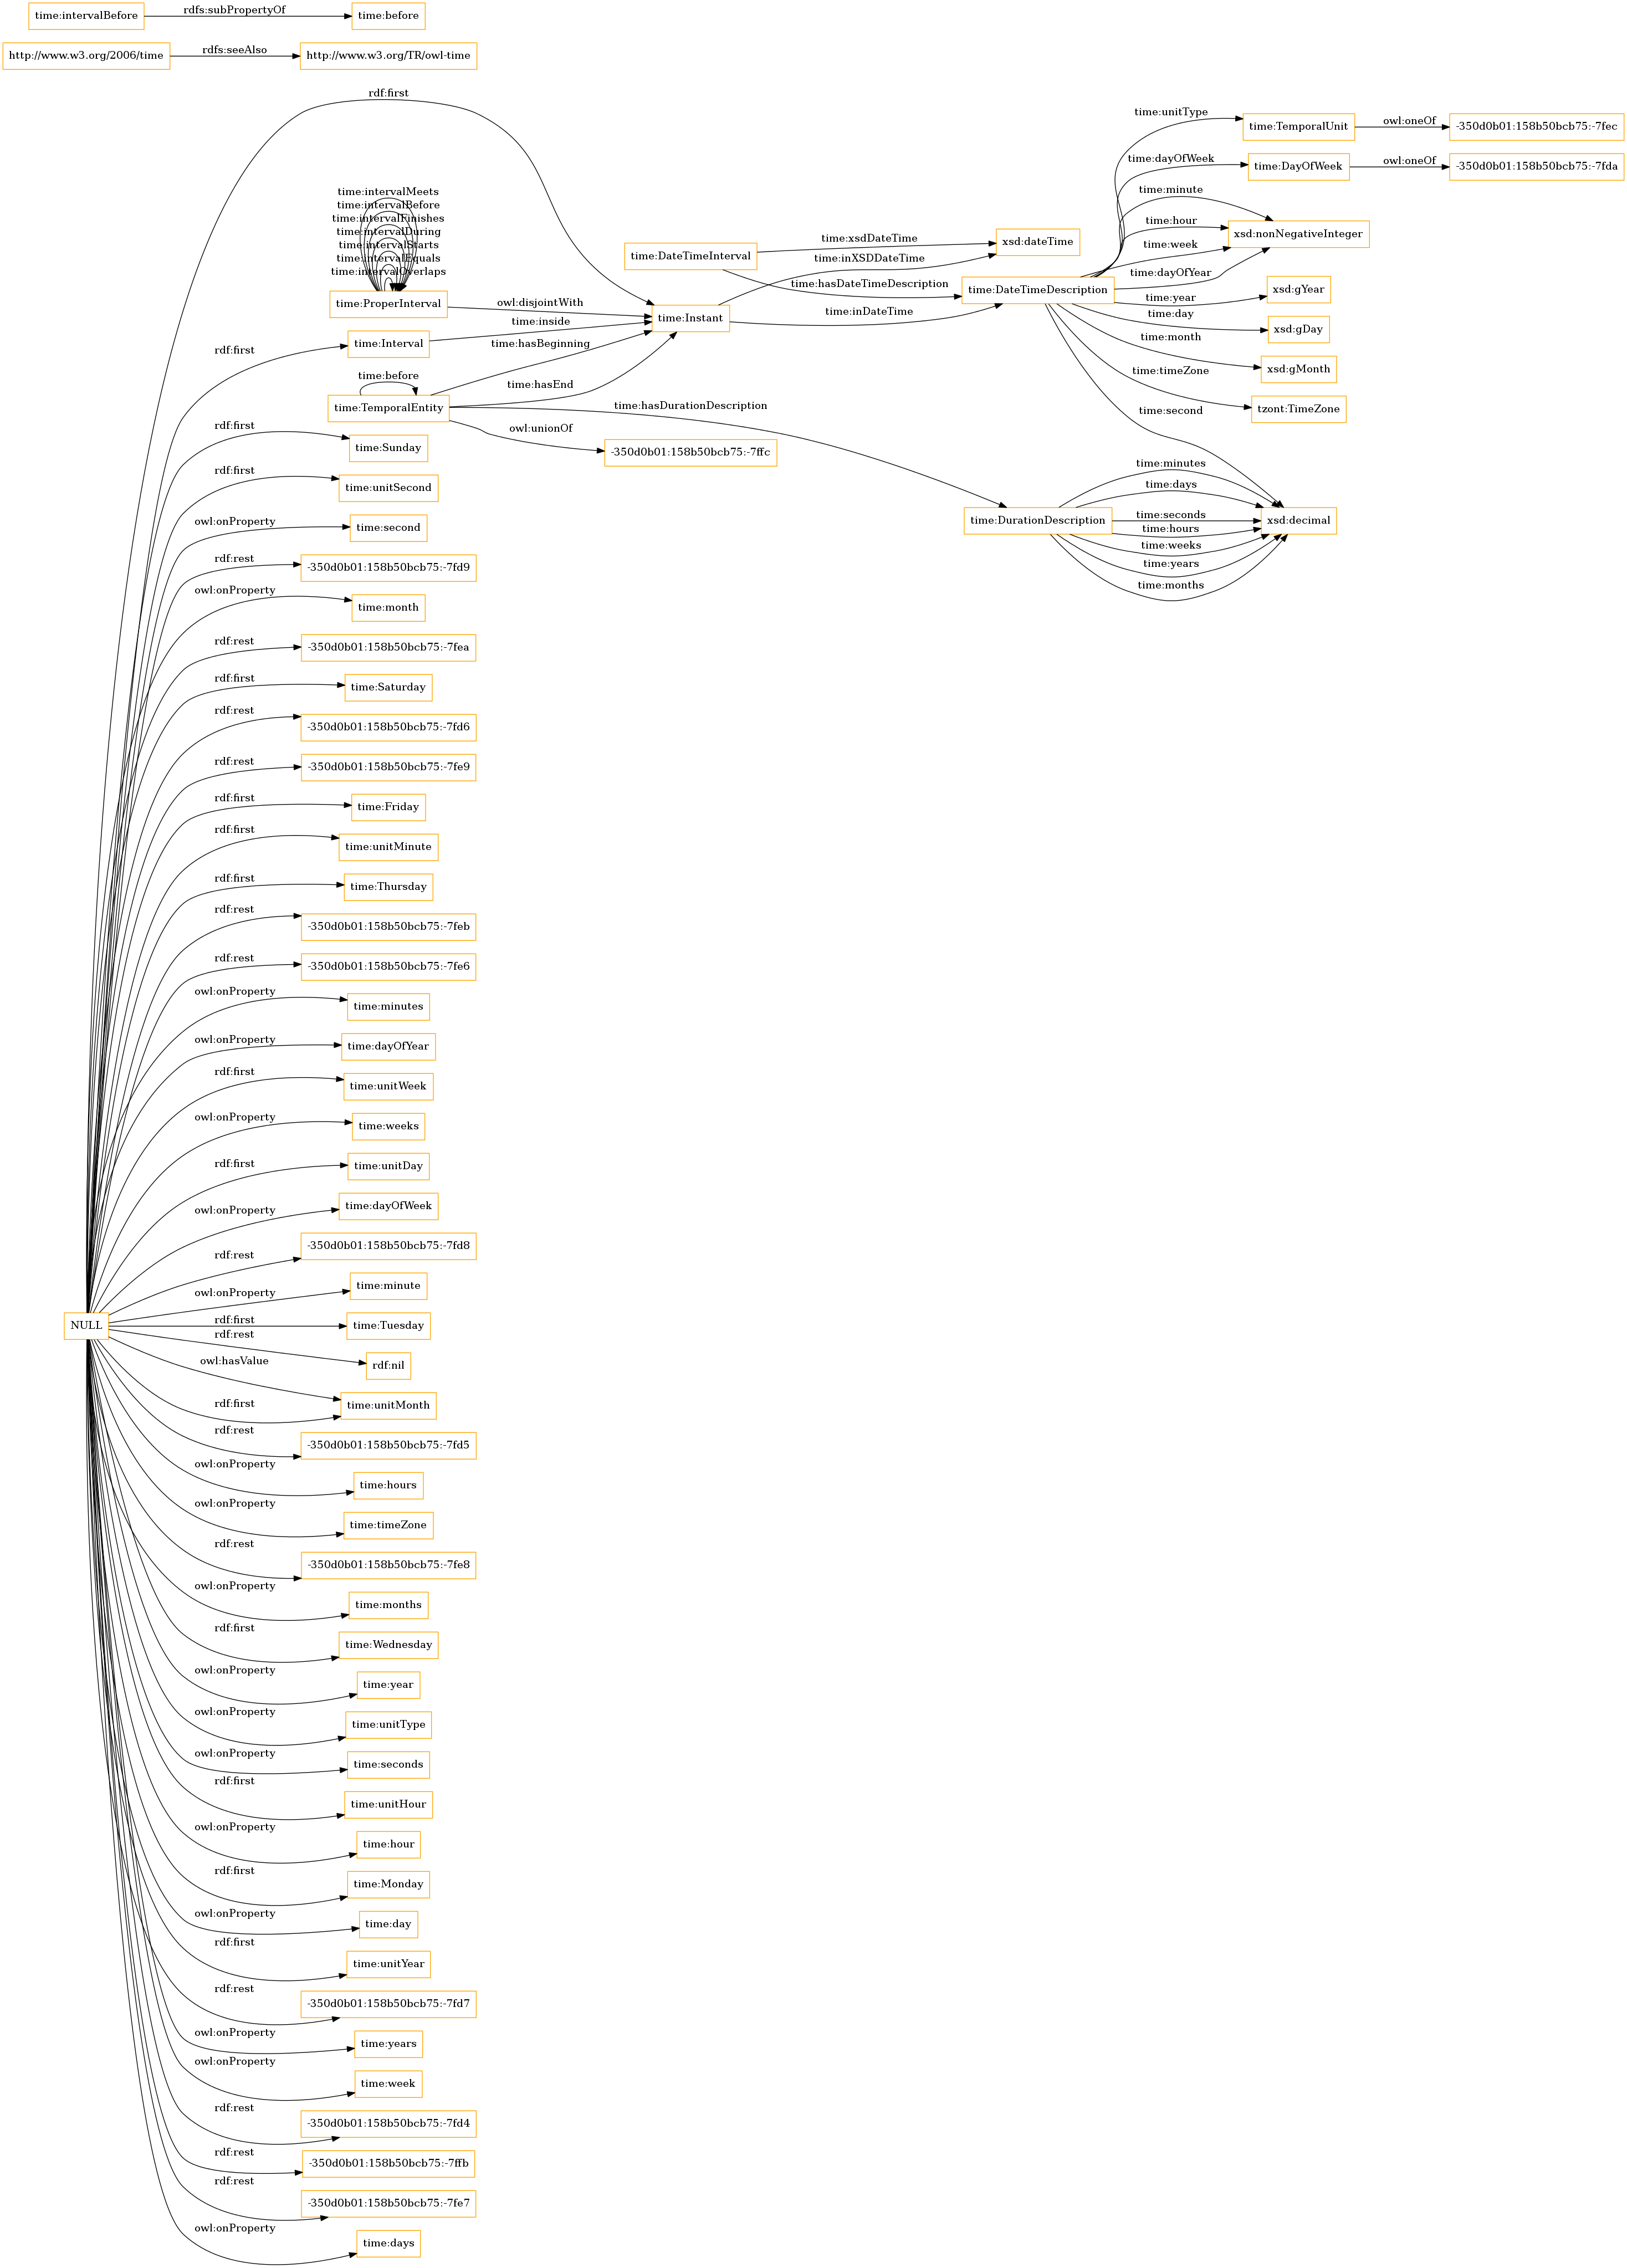 time:intervalBefore
rdfs:subPropertyOf
time:before
http://www.w3.org/2006/time
rdfs:seeAlso
http://www.w3.org/TR/owl-time
rdf:first
time:intervalMeets
time:intervalBefore
time:intervalFinishes
time:intervalDuring
time:intervalStarts
time:intervalEquals
time:intervalOverlaps
time:ProperInterval
owl:disjointWith
time:Instant
rdf:first
time:Interval
time:inside
time:hasBeginning
time:before
time:hasEnd
time:TemporalEntity
time:hasDurationDescription
owl:unionOf
-350d0b01:158b50bcb75:-7ffc
time:DateTimeInterval
time:xsdDateTime
xsd:dateTime
time:inXSDDateTime
time:hasDateTimeDescription
time:DateTimeDescription
time:inDateTime
time:unitType
time:TemporalUnit
owl:oneOf
-350d0b01:158b50bcb75:-7fec
time:dayOfWeek
time:DayOfWeek
owl:oneOf
-350d0b01:158b50bcb75:-7fda
time:minute
time:hour
xsd:nonNegativeInteger
time:week
time:dayOfYear
time:year
xsd:gYear
time:day
xsd:gDay
time:month
xsd:gMonth
time:timeZone
tzont:TimeZone
time:second
time:DurationDescription
time:minutes
time:days
time:seconds
xsd:decimal
time:hours
time:weeks
time:years
time:months
rdf:first
time:Sunday
rdf:first
time:unitSecond
owl:onProperty
time:second
rdf:rest
-350d0b01:158b50bcb75:-7fd9
owl:onProperty
time:month
rdf:rest
-350d0b01:158b50bcb75:-7fea
rdf:first
time:Saturday
rdf:rest
-350d0b01:158b50bcb75:-7fd6
rdf:rest
-350d0b01:158b50bcb75:-7fe9
rdf:first
time:Friday
rdf:first
time:unitMinute
rdf:first
time:Thursday
rdf:rest
-350d0b01:158b50bcb75:-7feb
rdf:rest
-350d0b01:158b50bcb75:-7fe6
owl:onProperty
time:minutes
owl:onProperty
time:dayOfYear
rdf:first
time:unitWeek
owl:onProperty
time:weeks
rdf:first
time:unitDay
owl:onProperty
time:dayOfWeek
rdf:rest
-350d0b01:158b50bcb75:-7fd8
owl:onProperty
time:minute
NULL
rdf:first
time:Tuesday
rdf:rest
rdf:nil
owl:hasValue
rdf:first
time:unitMonth
rdf:rest
-350d0b01:158b50bcb75:-7fd5
owl:onProperty
time:hours
owl:onProperty
time:timeZone
rdf:rest
-350d0b01:158b50bcb75:-7fe8
owl:onProperty
time:months
rdf:first
time:Wednesday
owl:onProperty
time:year
owl:onProperty
time:unitType
owl:onProperty
time:seconds
rdf:first
time:unitHour
owl:onProperty
time:hour
rdf:first
time:Monday
owl:onProperty
time:day
rdf:first
time:unitYear
rdf:rest
-350d0b01:158b50bcb75:-7fd7
owl:onProperty
time:years
owl:onProperty
time:week
rdf:rest
-350d0b01:158b50bcb75:-7fd4
rdf:rest
-350d0b01:158b50bcb75:-7ffb
rdf:rest
-350d0b01:158b50bcb75:-7fe7
owl:onProperty
time:days